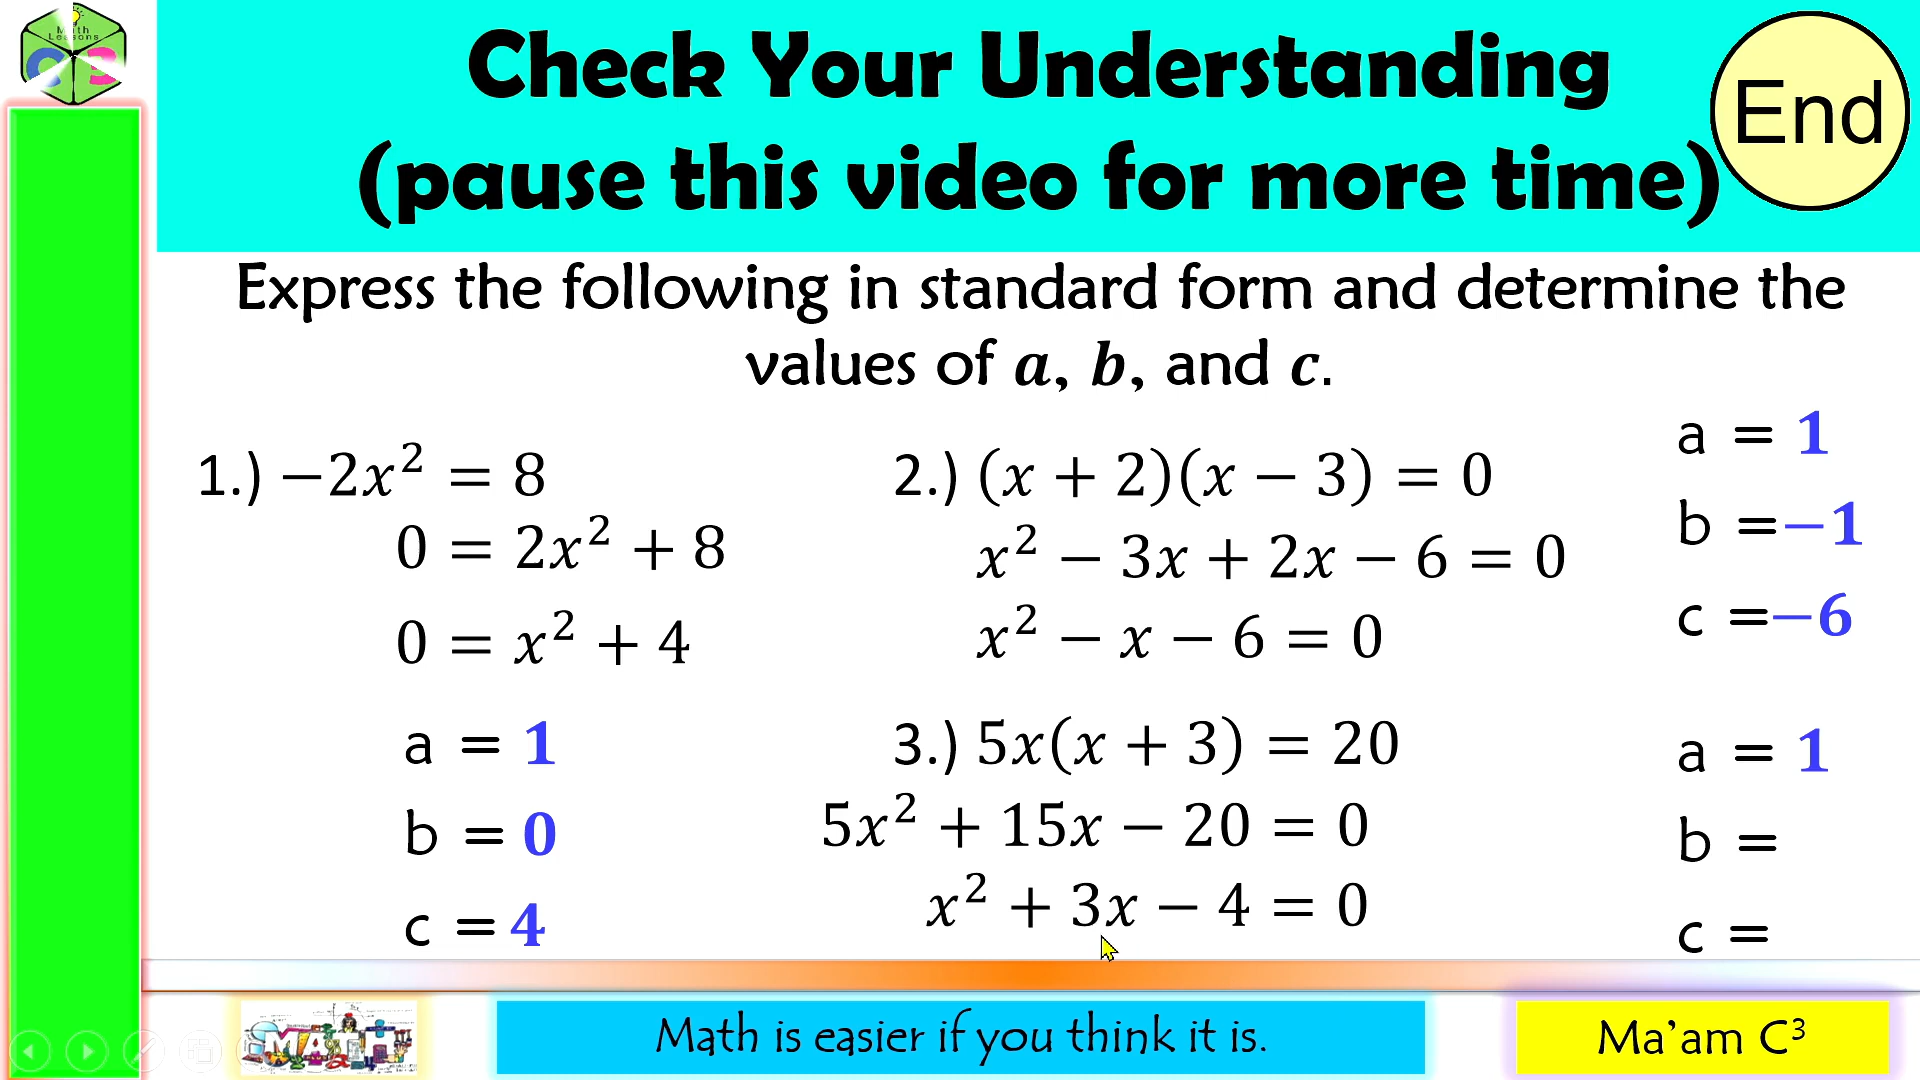 Math
Lessons
Check Your Understanding
(pause this video for more time)
End
Express the following in standard form and determine the
values of a, b, and c.
1.) −2x² = 8
0 = 2x² + 8
0 = x² + 4
a = 1
b = 0
c = 4
2.) (x + 2)(x − 3) = 0
x² − 3x + 2x − 6 = 0
x² − x − 6 = 0
a = 1
b = −1
c = −6
3.) 5x(x + 3) = 20
5x² + 15x − 20 = 0
x² + 3x − 4 = 0
a = 1
b =
c =
MATH
Math is easier if you think it is.
Ma’am C³